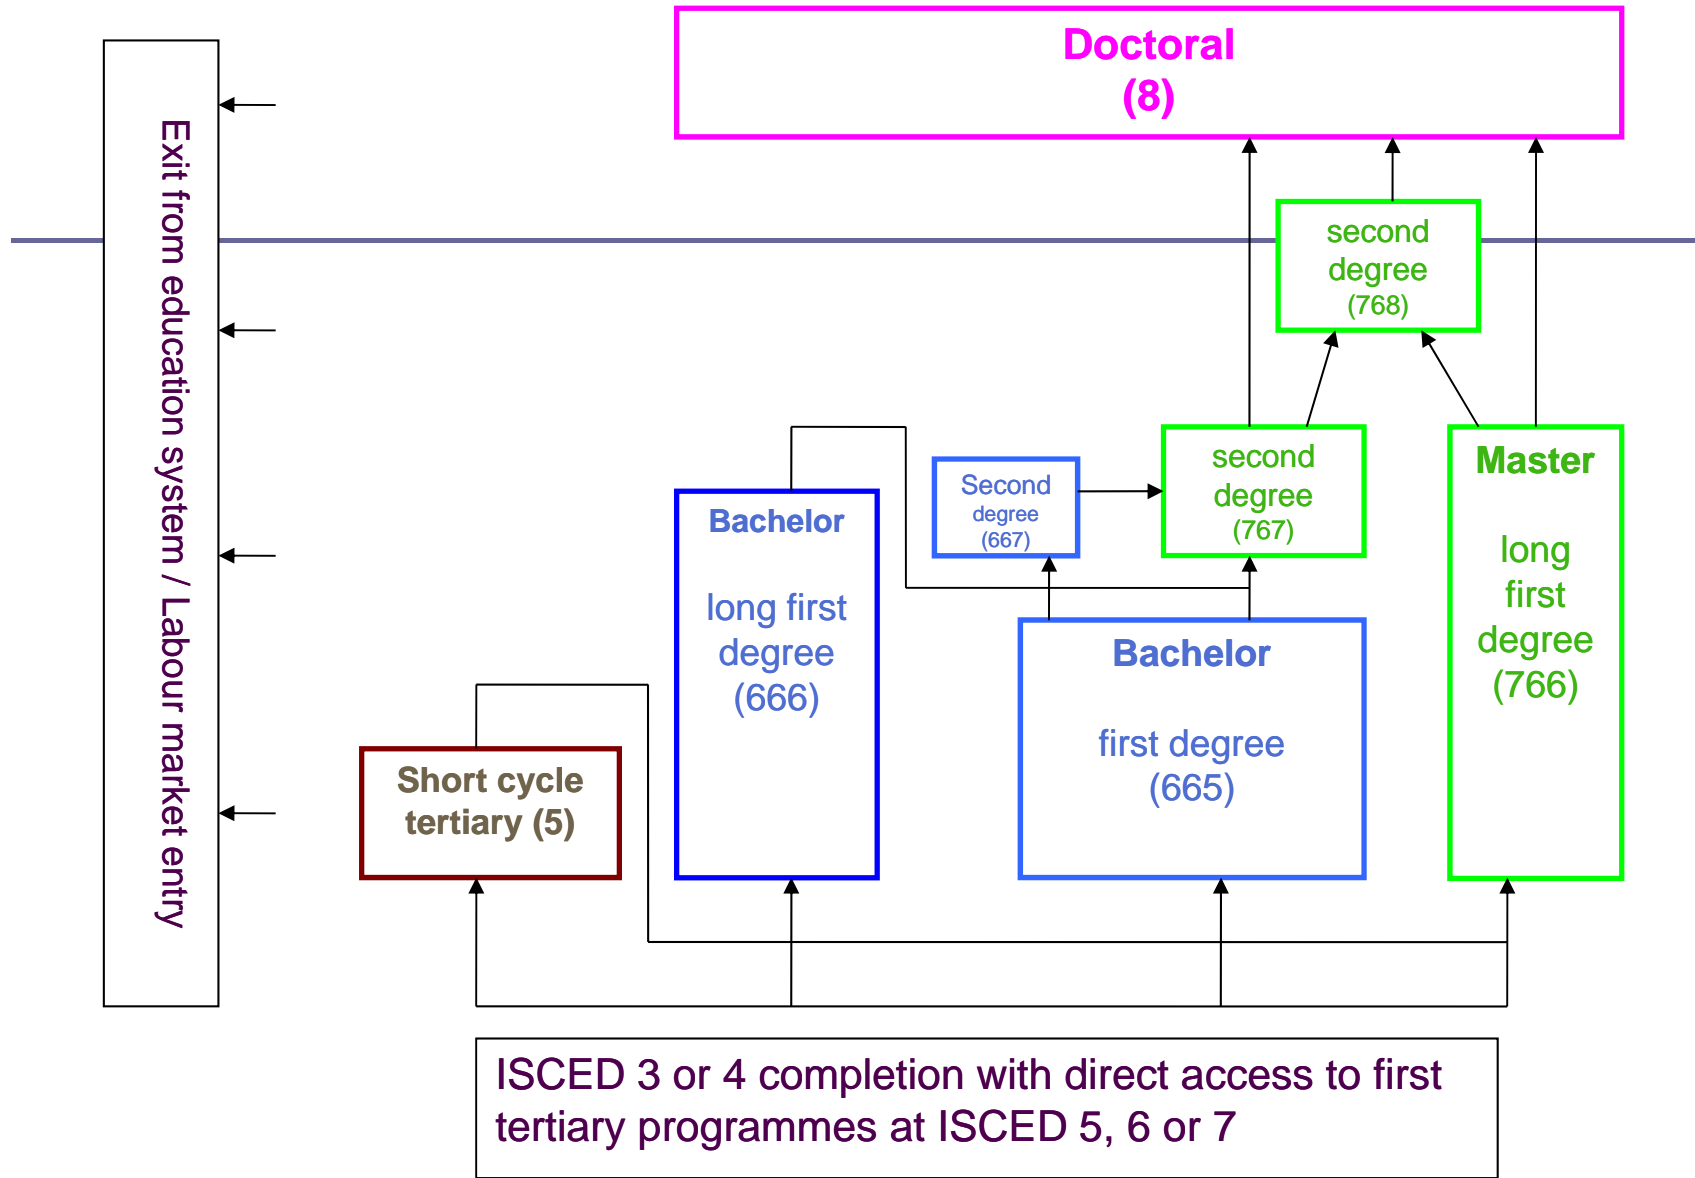 Doctoral
(8)
Exit from education system / Labour market entry
second
degree
(768)
second
degree
(767)
Master
long
first
degree
(766)
Second
degree
(667)
Bachelor
long first
degree
(666)
Bachelor
first degree
(665)
Short cycle
tertiary (5)
ISCED 3 or 4 completion with direct access to first
tertiary programmes at ISCED 5, 6 or 7